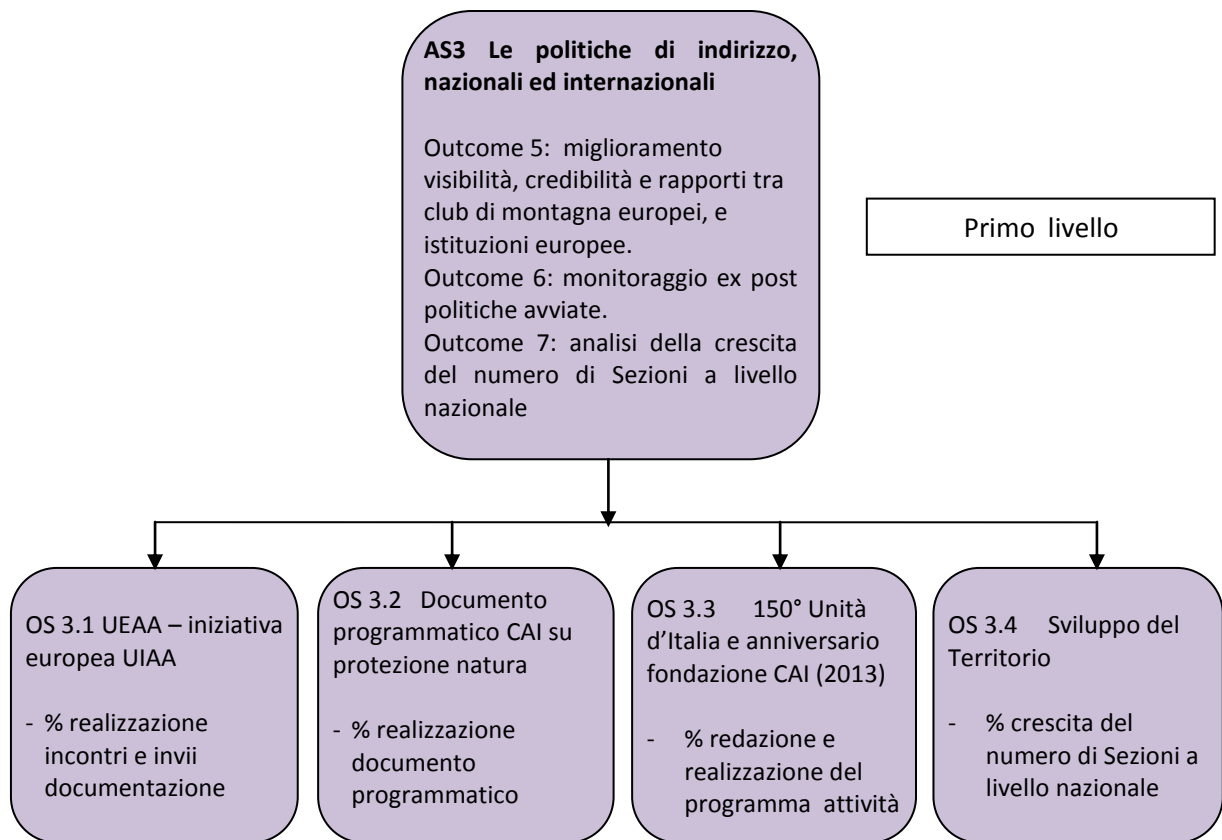 AS3 Le politiche di indirizzo,
nazionali ed internazionali
Outcome 5: miglioramento
visibilità, credibilità e rapporti tra
club di montagna europei, e
istituzioni europee.
Outcome 6: monitoraggio ex post
politiche avviate.
Outcome 7: analisi della crescita
del numero di Sezioni a livello
nazionale
Primo livello
OS 3.1 UEAA – iniziativa
europea UIAA
- % realizzazione
incontri e invii
documentazione
OS 3.2 Documento
programmatico CAI su
protezione natura
- % realizzazione
documento
programmatico
OS 3.3 150° Unità
d’Italia e anniversario
fondazione CAI (2013)
- % redazione e
realizzazione del
programma attività
OS 3.4 Sviluppo del
Territorio
- % crescita del
numero di Sezioni a
livello nazionale